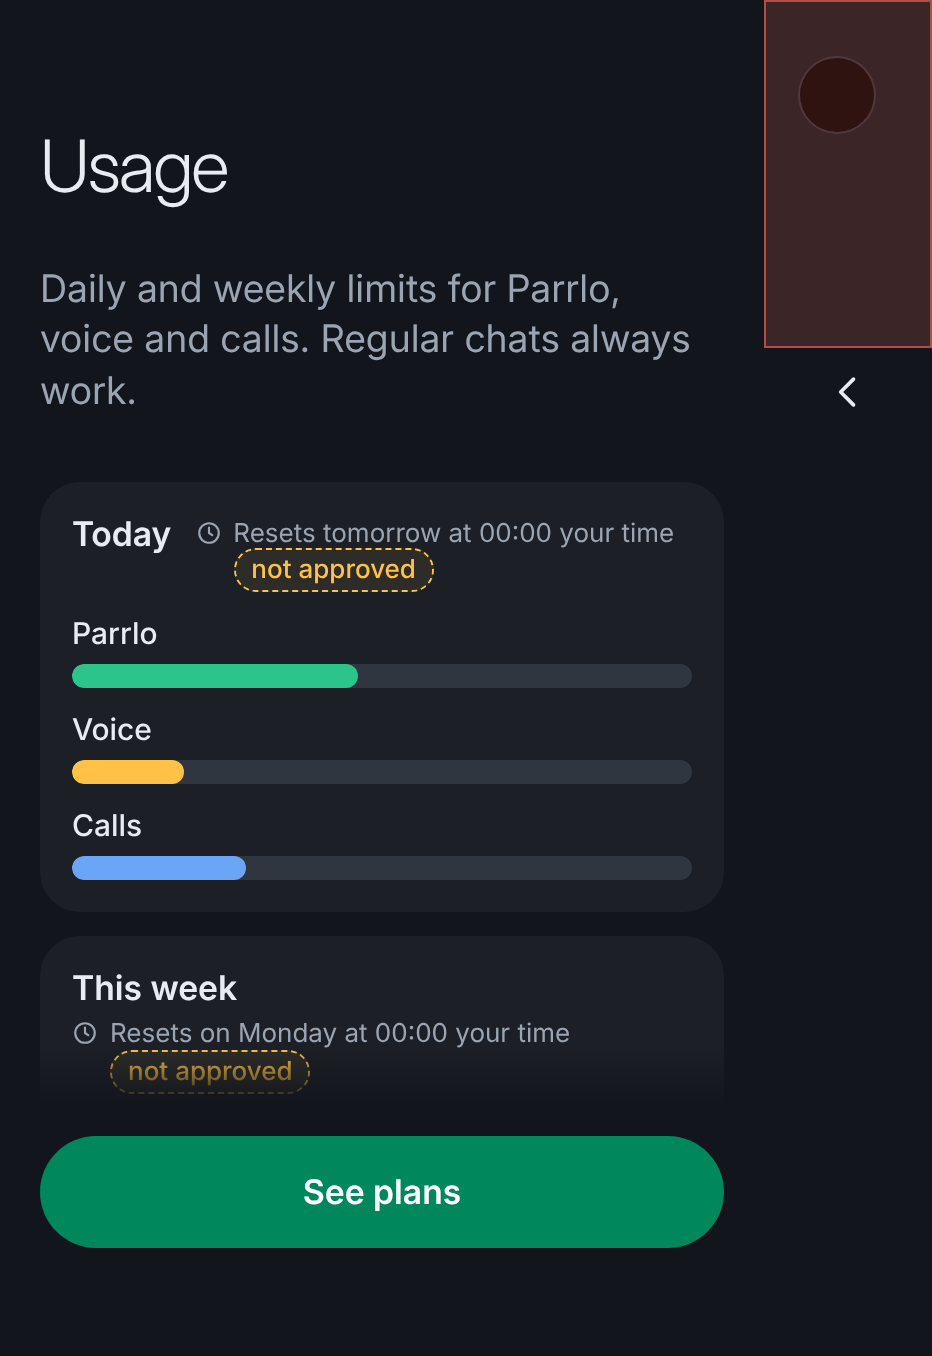 Usage
Daily and weekly limits for Parrlo,
voice and calls. Regular chats always
work.
Today Resets tomorrow at 00:00 your time
not approved
Parrlo
Voice
Calls
This week
Resets on Monday at 00:00 your time
not approved
See plans